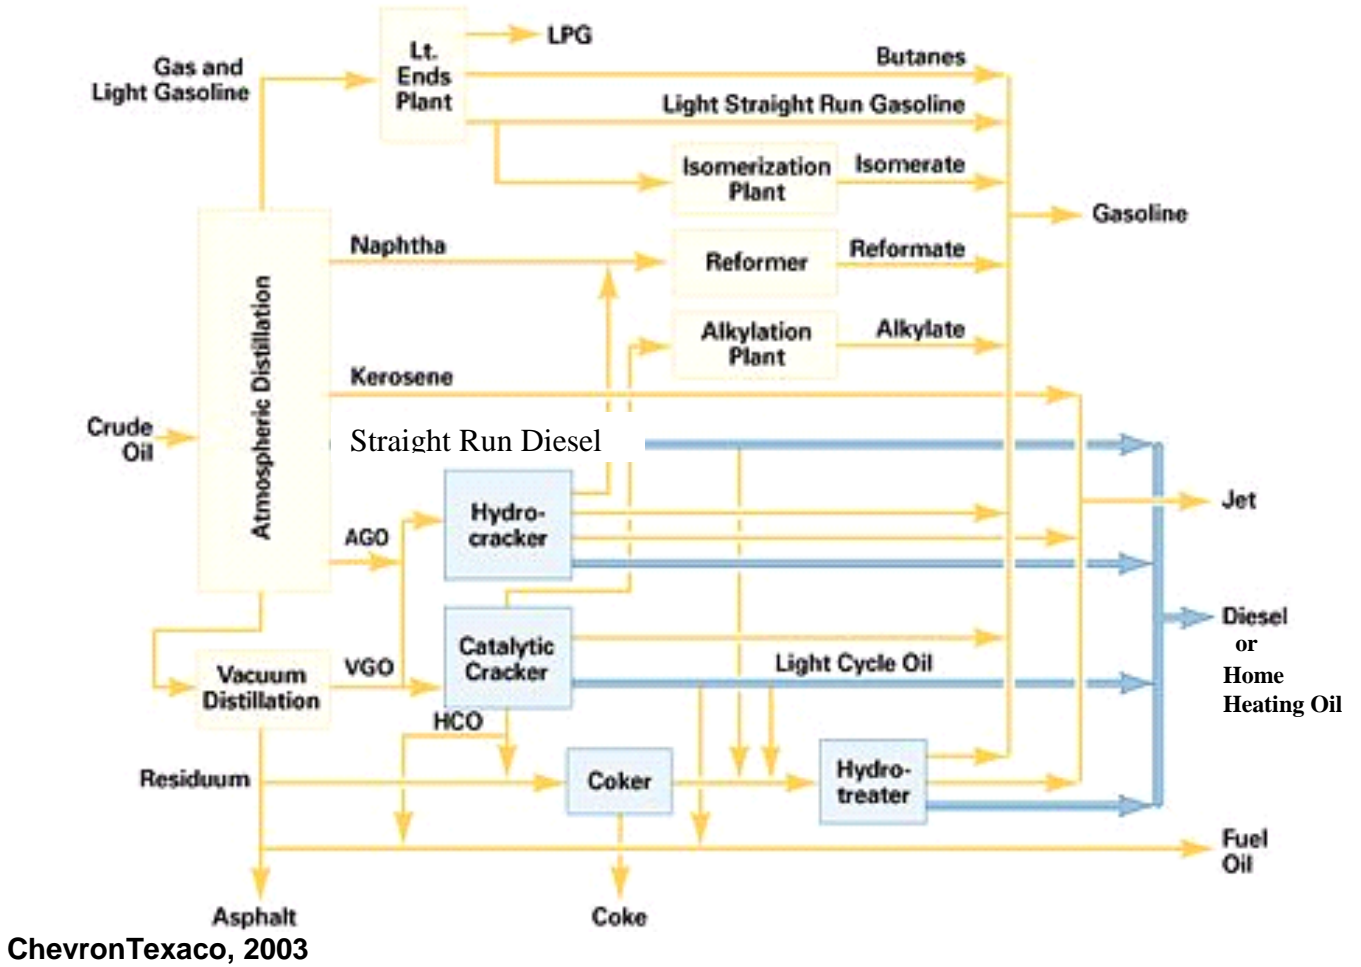 LPG
Lt.
Ends
Plant
Gas and
Light Gasoline
Butanes
Light Straight Run Gasoline
Isomerization
Plant
Isomerate
Gasoline
Naphtha
Reformer
Reformate
Alkylation
Plant
Alkylate
Atmospheric Distillation
Kerosene
Crude
Oil
Straight Run Diesel
Hydro-
cracker
Jet
AGO
Catalytic
Cracker
Diesel
or
Home
Heating Oil
Light Cycle Oil
VGO
Vacuum
Distillation
HCO
Residuum
Coker
Hydro-
treater
Fuel
Oil
Asphalt
Coke
ChevronTexaco, 2003